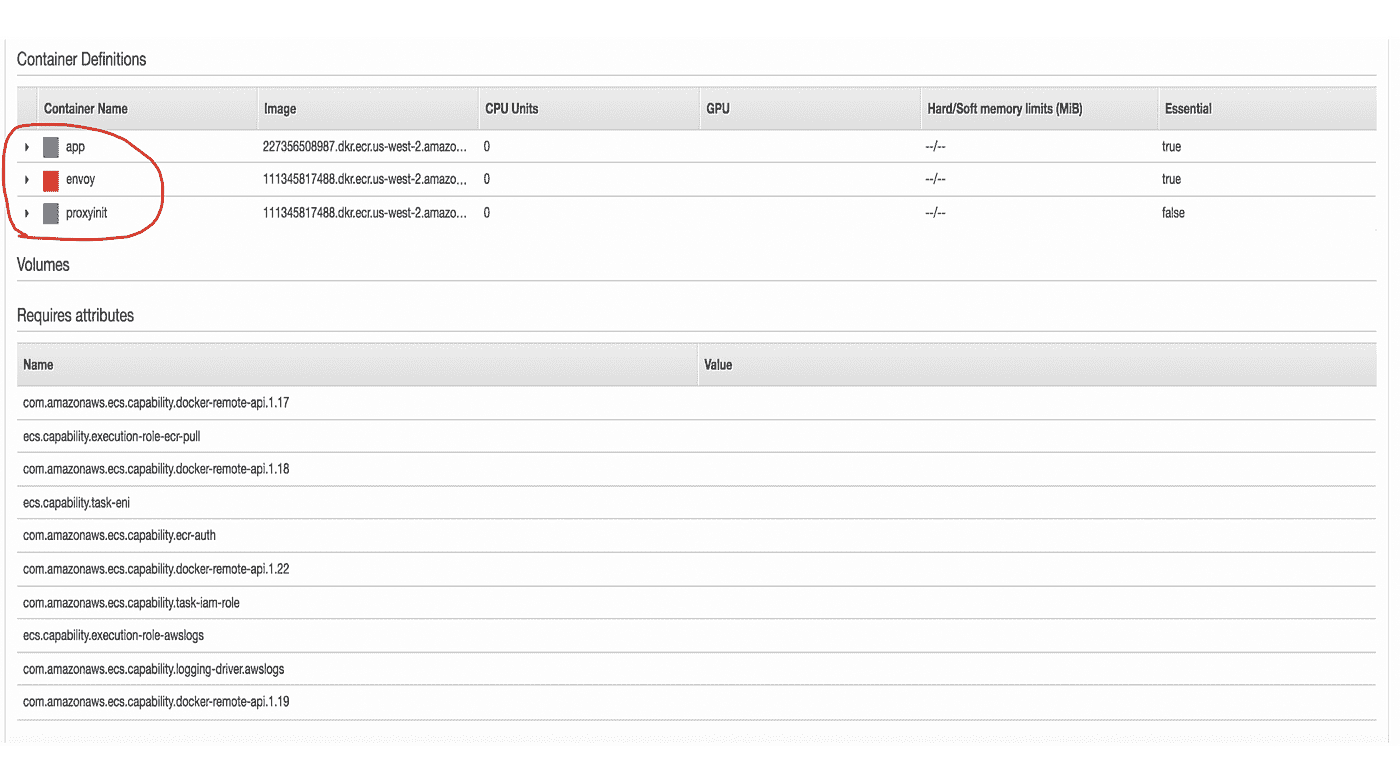 Container Definitions
Container Name Image CPU Units GPU Hard/Soft memory limits (MiB) Essential
app 227356508987.dkr.ecr.us-west-2.amazo... 0 --/-- true
envoy 111345817488.dkr.ecr.us-west-2.amazo... 0 --/-- true
proxyinit 111345817488.dkr.ecr.us-west-2.amazo... 0 --/-- false
Volumes
Requires attributes
Name Value
com.amazonaws.ecs.capability.docker-remote-api.1.17
ecs.capability.execution-role-ecr-pull
com.amazonaws.ecs.capability.docker-remote-api.1.18
ecs.capability.task-eni
com.amazonaws.ecs.capability.ecr-auth
com.amazonaws.ecs.capability.docker-remote-api.1.22
com.amazonaws.ecs.capability.task-iam-role
ecs.capability.execution-role-awslogs
com.amazonaws.ecs.capability.logging-driver.awslogs
com.amazonaws.ecs.capability.docker-remote-api.1.19